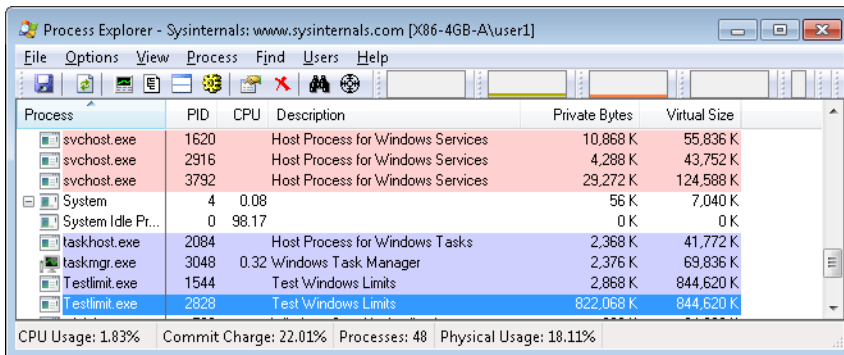 Process Explorer - Sysinternals: www.sysinternals.com [X86-4GB-A\user1]
File Options View Process Find Users Help
Process PID CPU Description Private Bytes Virtual Size
svchost.exe 1620 Host Process for Windows Services 10,868 K 55,836 K
svchost.exe 2916 Host Process for Windows Services 4,288 K 43,752 K
svchost.exe 3792 Host Process for Windows Services 29,272 K 124,588 K
System 4 0.08 56 K 7,040 K
System Idle Pr... 0 98.17 0 K 0 K
taskhost.exe 2084 Host Process for Windows Tasks 2,368 K 41,772 K
taskmgr.exe 3048 0.32 Windows Task Manager 2,376 K 69,836 K
Testlimit.exe 1544 Test Windows Limits 2,868 K 844,620 K
Testlimit.exe 2828 Test Windows Limits 822,068 K 844,620 K
CPU Usage: 1.83% Commit Charge: 22.01% Processes: 48 Physical Usage: 18.11%